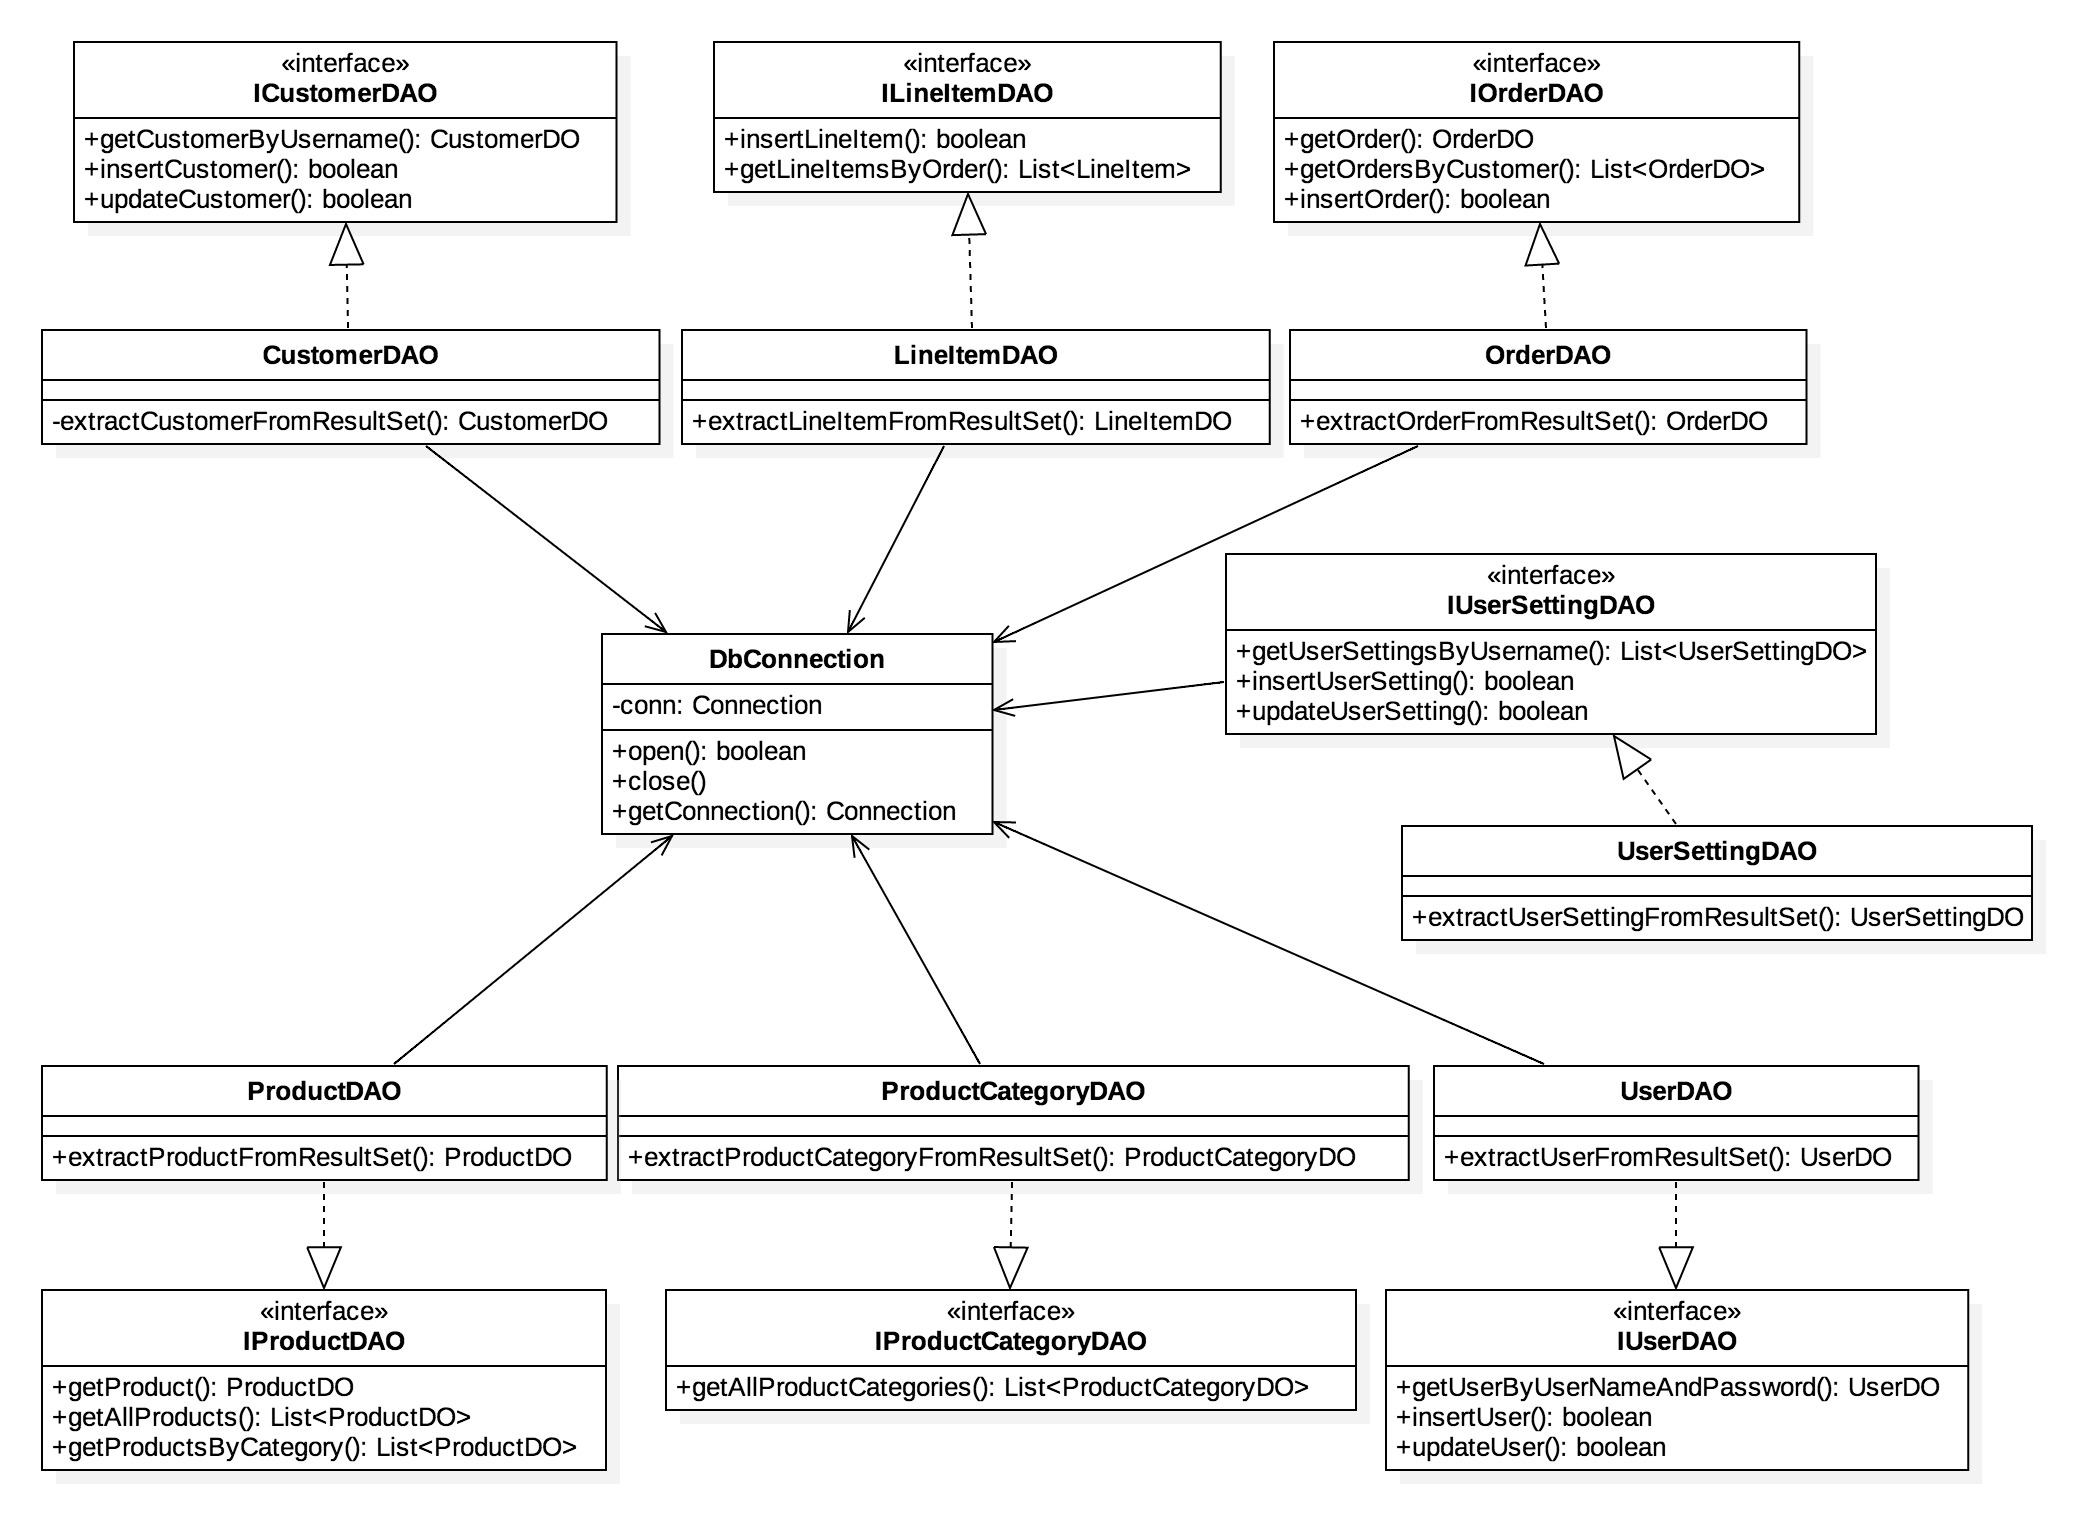 «interface»
ICustomerDAO
+getCustomerByUsername(): CustomerDO
+insertCustomer(): boolean
+updateCustomer(): boolean
«interface»
ILineItemDAO
+insertLineItem(): boolean
+getLineItemsByOrder(): List<LineItem>
«interface»
IOrderDAO
+getOrder(): OrderDO
+getOrdersByCustomer(): List<OrderDO>
+insertOrder(): boolean
CustomerDAO
-extractCustomerFromResultSet(): CustomerDO
LineItemDAO
+extractLineItemFromResultSet(): LineItemDO
OrderDAO
+extractOrderFromResultSet(): OrderDO
«interface»
IUserSettingDAO
+getUserSettingsByUsername(): List<UserSettingDO>
+insertUserSetting(): boolean
+updateUserSetting(): boolean
DbConnection
-conn: Connection
+open(): boolean
+close()
+getConnection(): Connection
UserSettingDAO
+extractUserSettingFromResultSet(): UserSettingDO
ProductDAO
+extractProductFromResultSet(): ProductDO
ProductCategoryDAO
+extractProductCategoryFromResultSet(): ProductCategoryDO
UserDAO
+extractUserFromResultSet(): UserDO
«interface»
IProductDAO
+getProduct(): ProductDO
+getAllProducts(): List<ProductDO>
+getProductsByCategory(): List<ProductDO>
«interface»
IProductCategoryDAO
+getAllProductCategories(): List<ProductCategoryDO>
«interface»
IUserDAO
+getUserByUserNameAndPassword(): UserDO
+insertUser(): boolean
+updateUser(): boolean